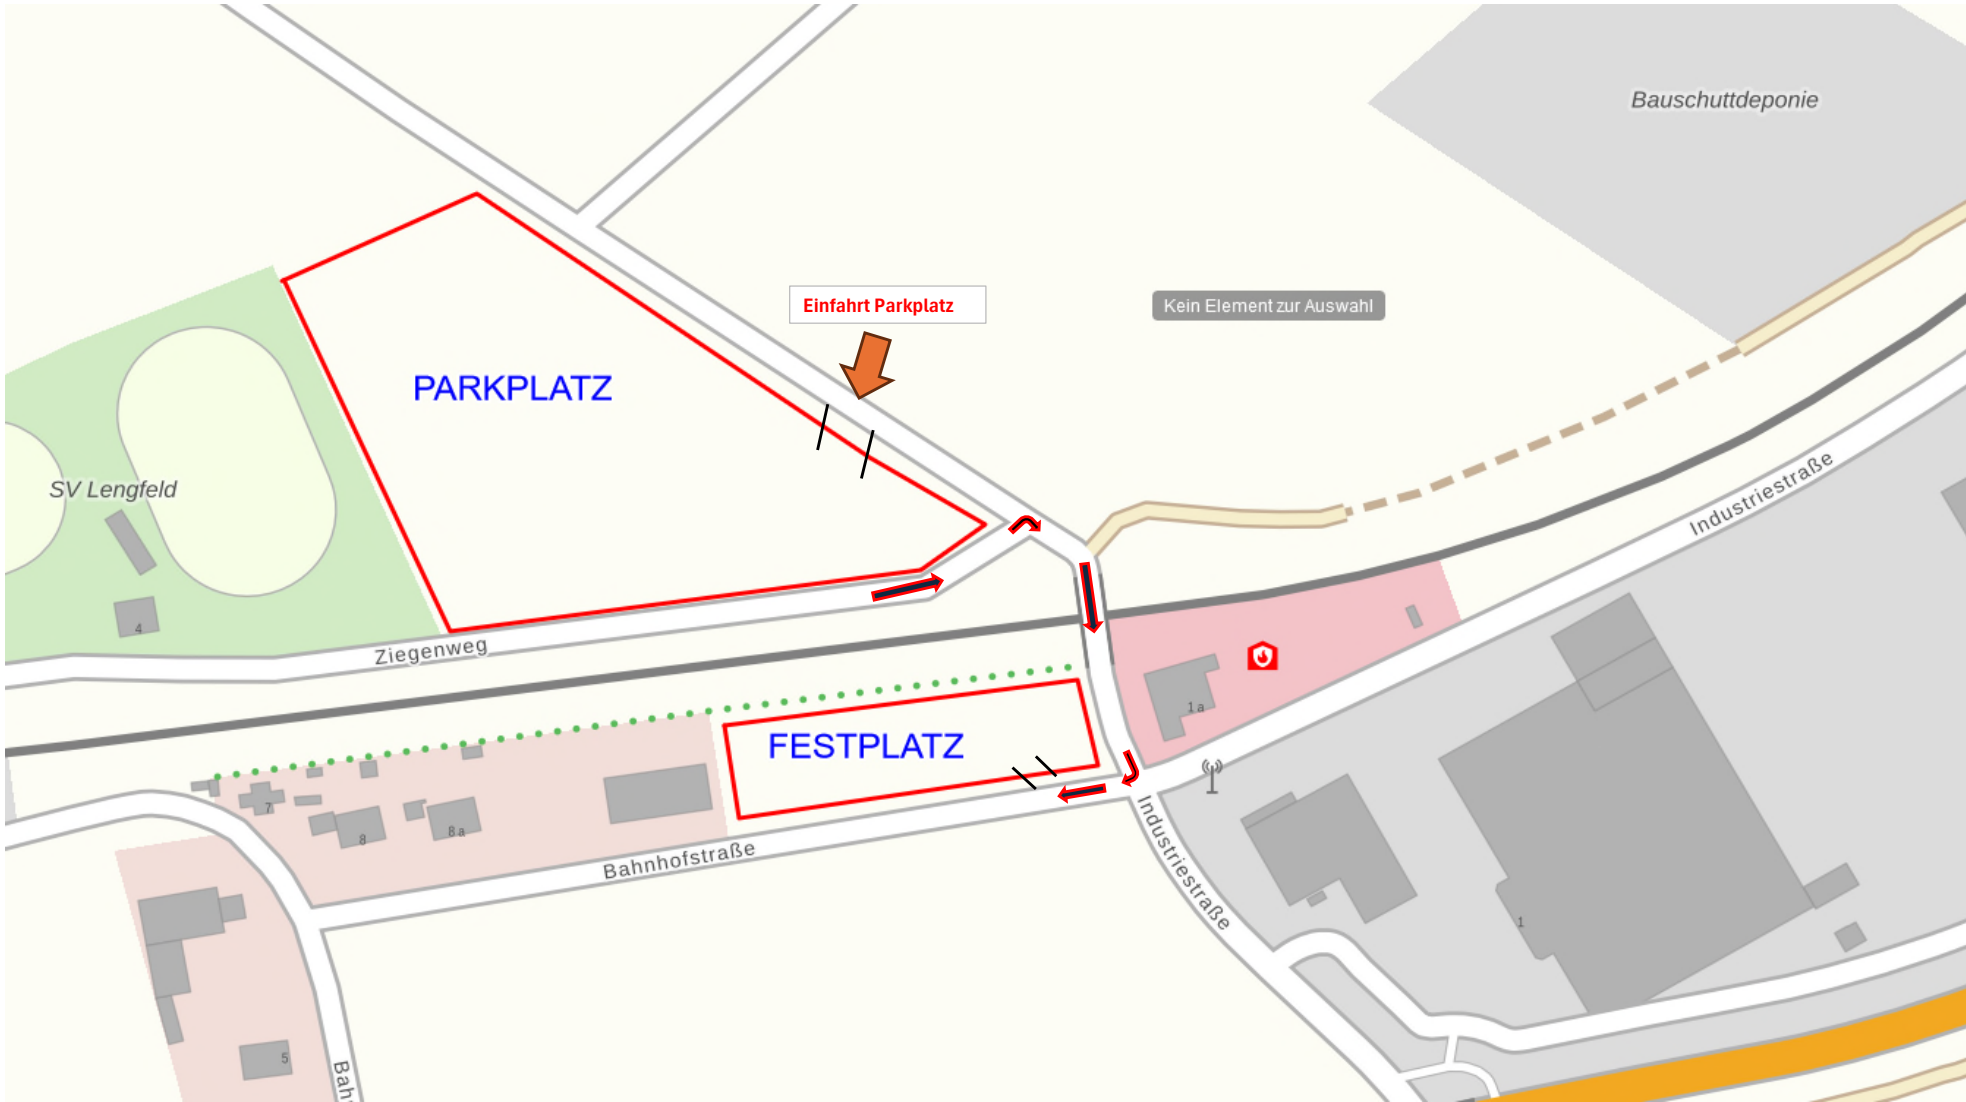 Bauschuttdeponie
Einfahrt Parkplatz
Kein Element zur Auswahl
PARKPLATZ
SV Lengfeld
Industriestraße
4
Ziegenweg
1 a
FESTPLATZ
7
8
8 a
Bahnhofstraße
Industriestraße
1
5
Bah